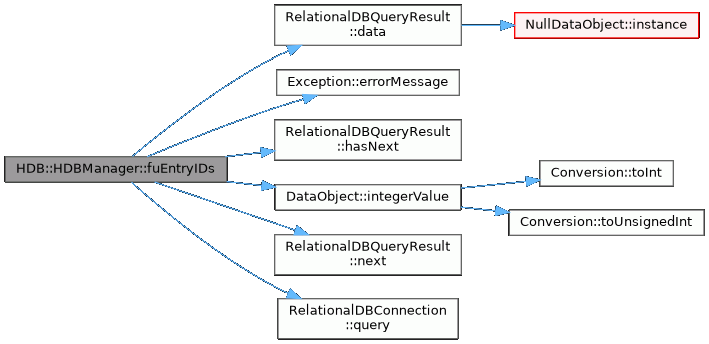 RelationalDBQueryResult
::data
NullDataObject::instance
Exception::errorMessage
RelationalDBQueryResult
::hasNext
HDB::HDBManager::fuEntryIDs
Conversion::toInt
DataObject::integerValue
Conversion::toUnsignedInt
RelationalDBQueryResult
::next
RelationalDBConnection
::query